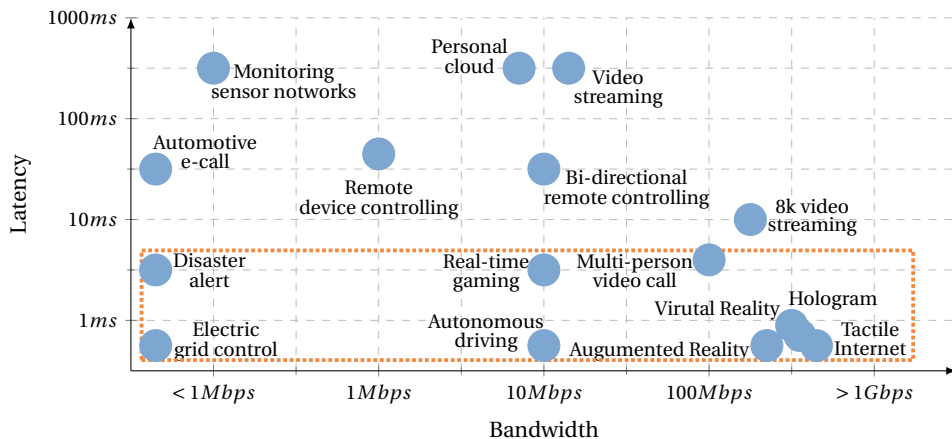 1000ms
Personal
cloud
Monitoring
sensor notworks
Video
streaming
100ms
Automotive
e-call
Remote
device controlling
Bi-directional
remote controlling
Latency
10ms
8k video
streaming
Disaster
alert
Real-time
gaming
Multi-person
video call
Virutal Reality
Hologram
1ms
Electric
grid control
Autonomous
driving
Augumented Reality
Tactile
Internet
< 1Mbps
1Mbps
10Mbps
100Mbps
> 1Gbps
Bandwidth